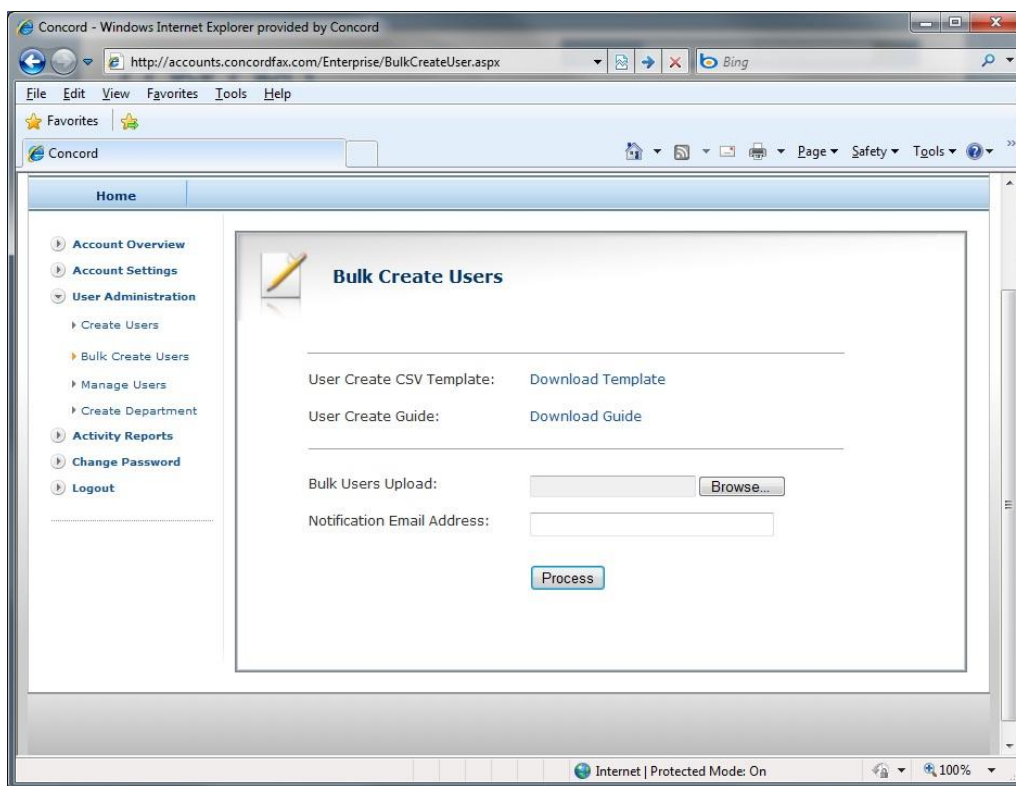 Concord - Windows Internet Explorer provided by Concord
http://accounts.concordfax.com/Enterprise/BulkCreateUser.aspx
Bing
File Edit View Favorites Tools Help
Favorites
Concord
Page Safety Tools
Home
Account Overview
Account Settings
User Administration
Create Users
Bulk Create Users
Manage Users
Create Department
Activity Reports
Change Password
Logout
Bulk Create Users
User Create CSV Template: Download Template
User Create Guide: Download Guide
Bulk Users Upload: Browse...
Notification Email Address:
Process
Internet | Protected Mode: On 100%